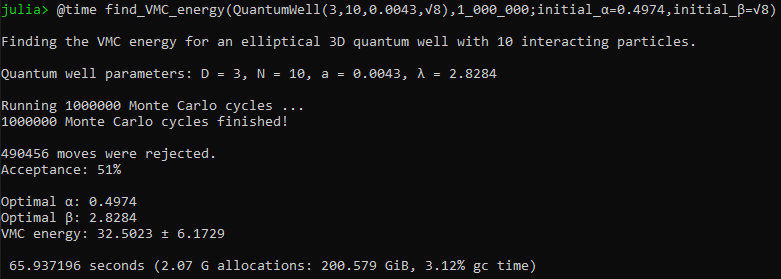 julia> @time find_VMC_energy(QuantumWell(3,10,0.0043,√8),1_000_000;initial_α=0.4974,initial_β=√8)
Finding the VMC energy for an elliptical 3D quantum well with 10 interacting particles.
Quantum well parameters: D = 3, N = 10, a = 0.0043, λ = 2.8284
Running 1000000 Monte Carlo cycles ...
1000000 Monte Carlo cycles finished!
490456 moves were rejected.
Acceptance: 51%
Optimal α: 0.4974
Optimal β: 2.8284
VMC energy: 32.5023 ± 6.1729
65.937196 seconds (2.07 G allocations: 200.579 GiB, 3.12% gc time)